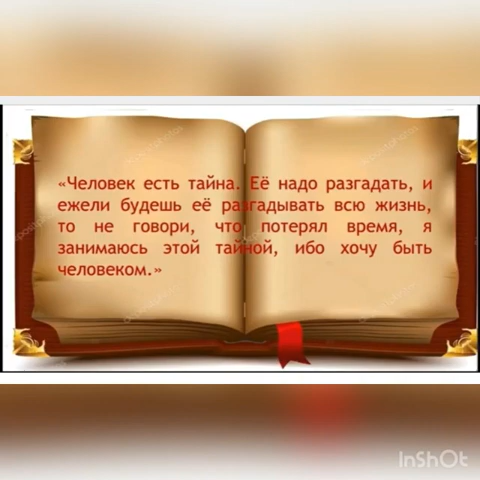 «Человек есть тайна. Её надо разгадать, и
ежели будешь её разгадывать всю жизнь,
то не говори, что потерял время, я
занимаюсь этой тайной, ибо хочу быть
человеком.»
InShOt